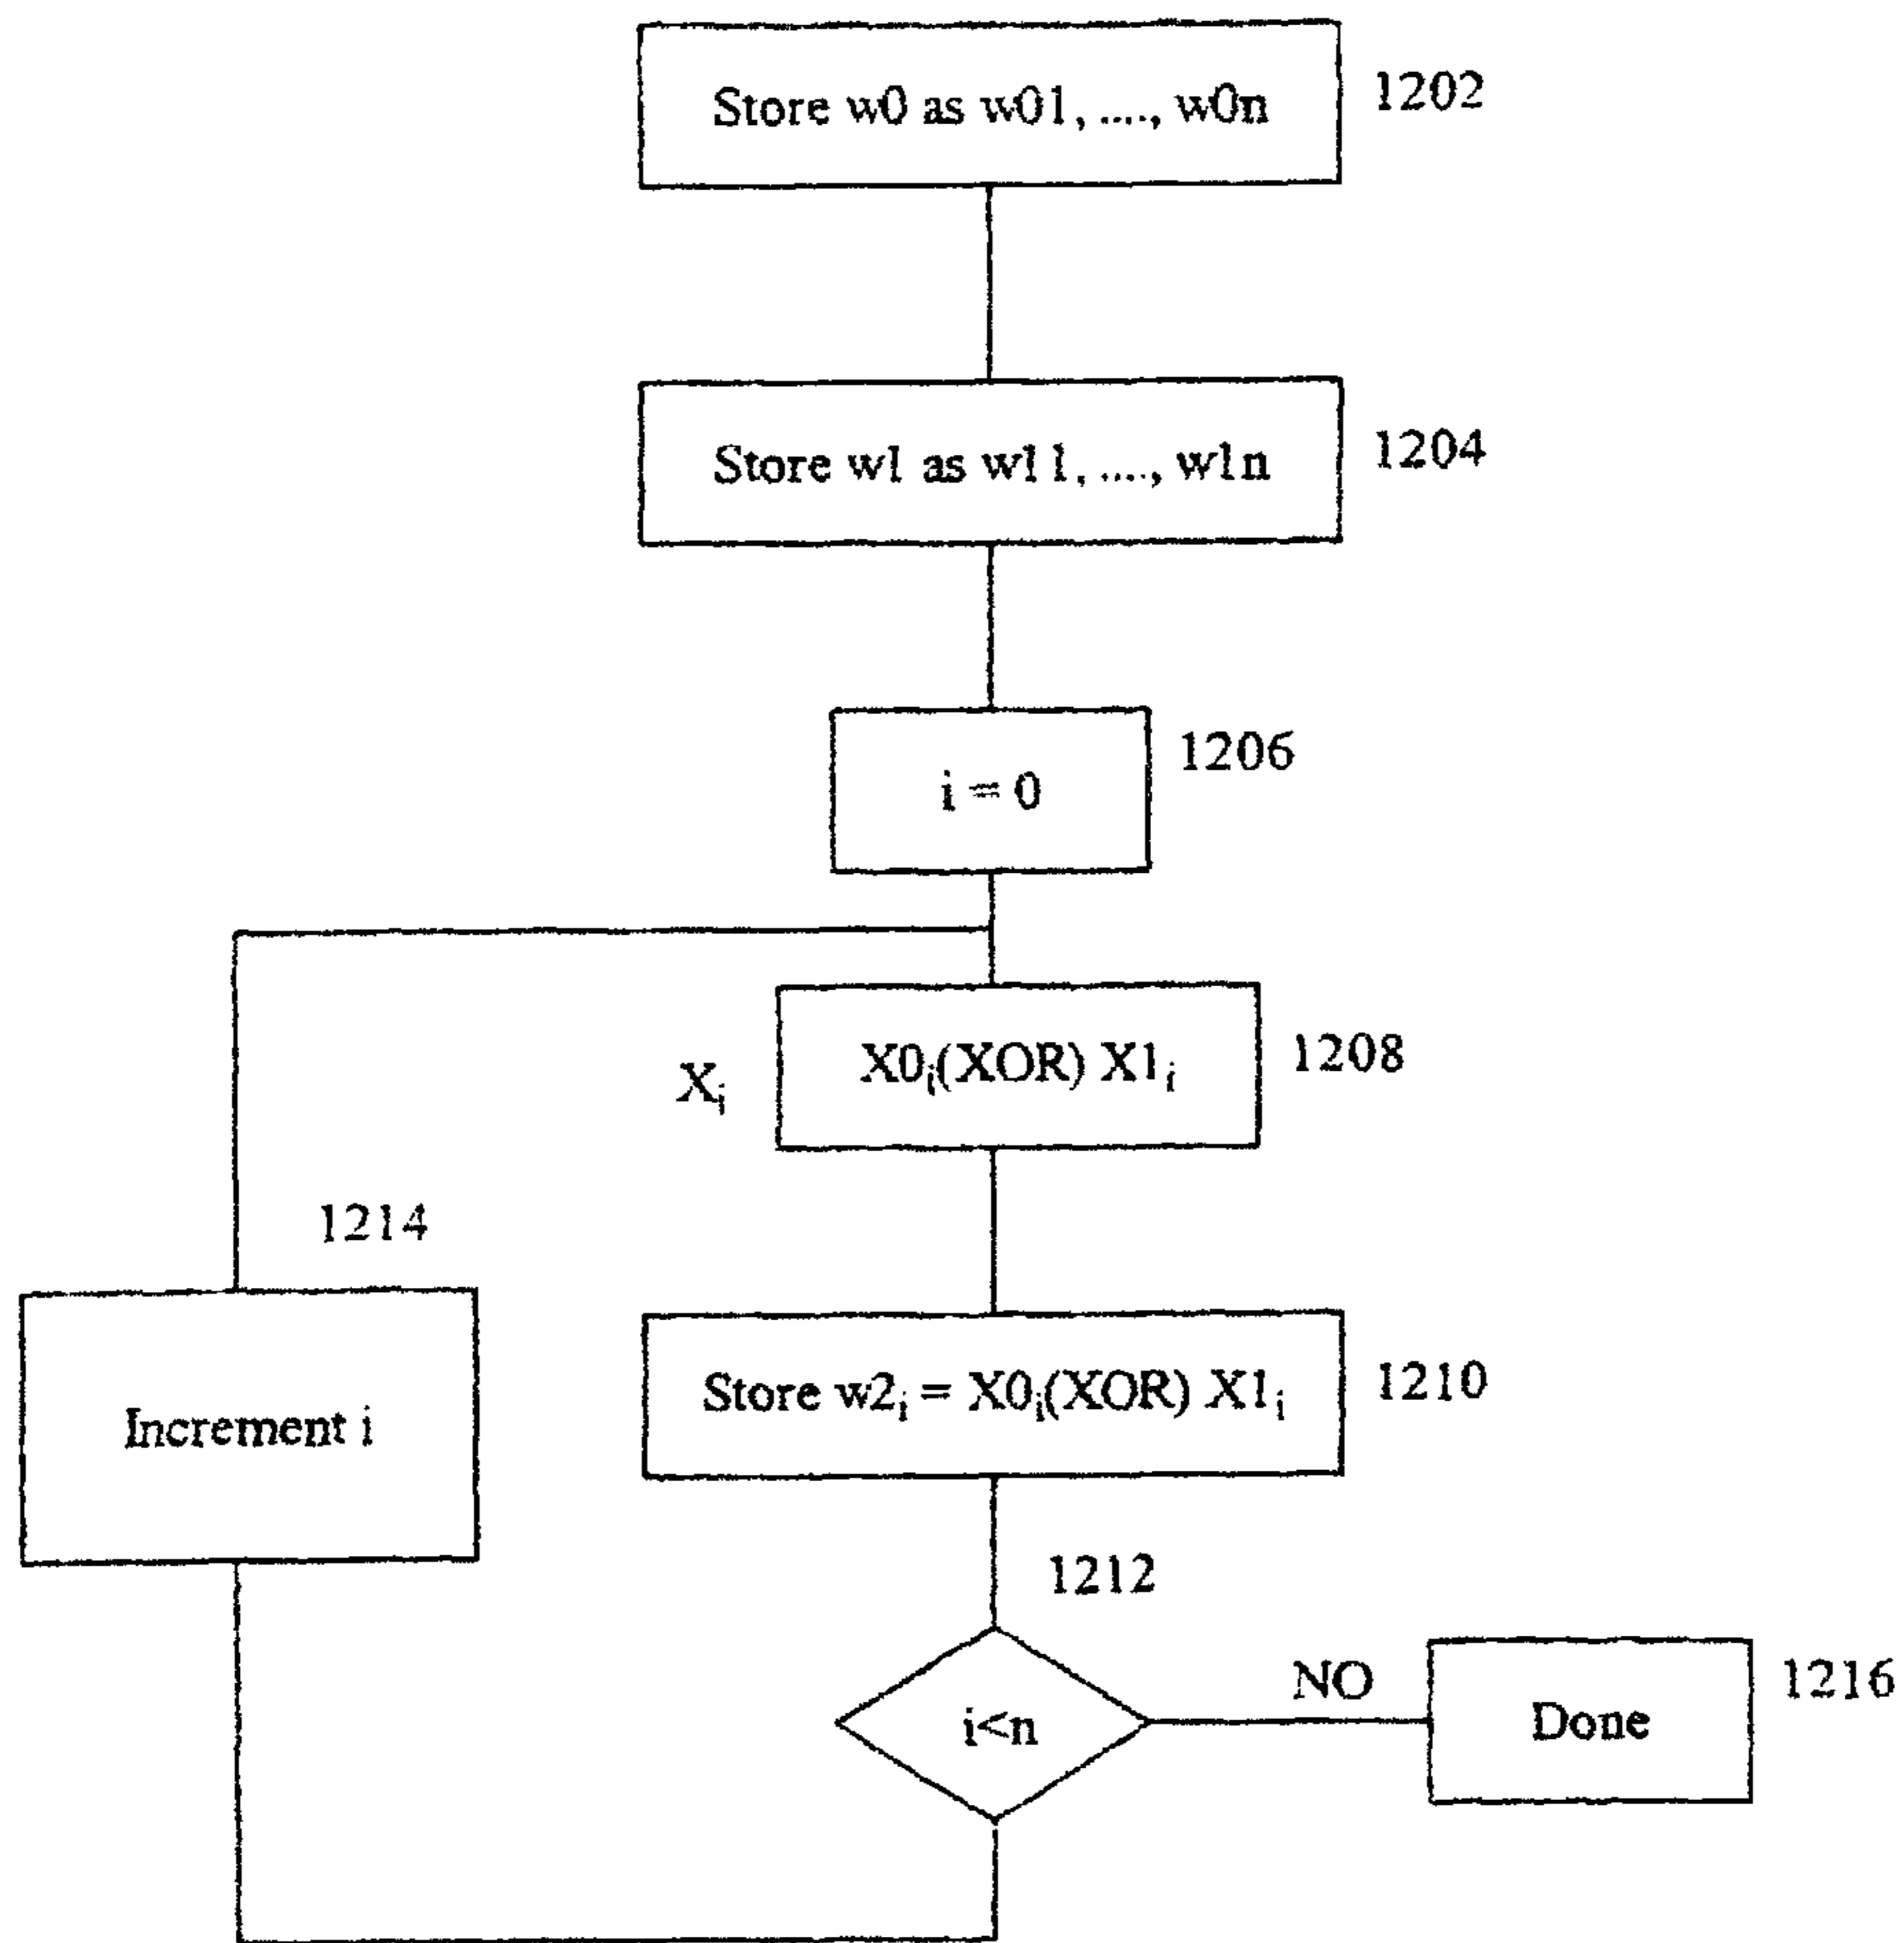 Store w0 as w01, ...., w0n
1202
Store w1 as w11, ...., w1n
1204
i = 0
1206
X0ᵢ(XOR) X1ᵢ
1208
Xᵢ
1214
Increment i
Store w2ᵢ = X0ᵢ(XOR) X1ᵢ
1210
1212
i<n
NO
Done
1216